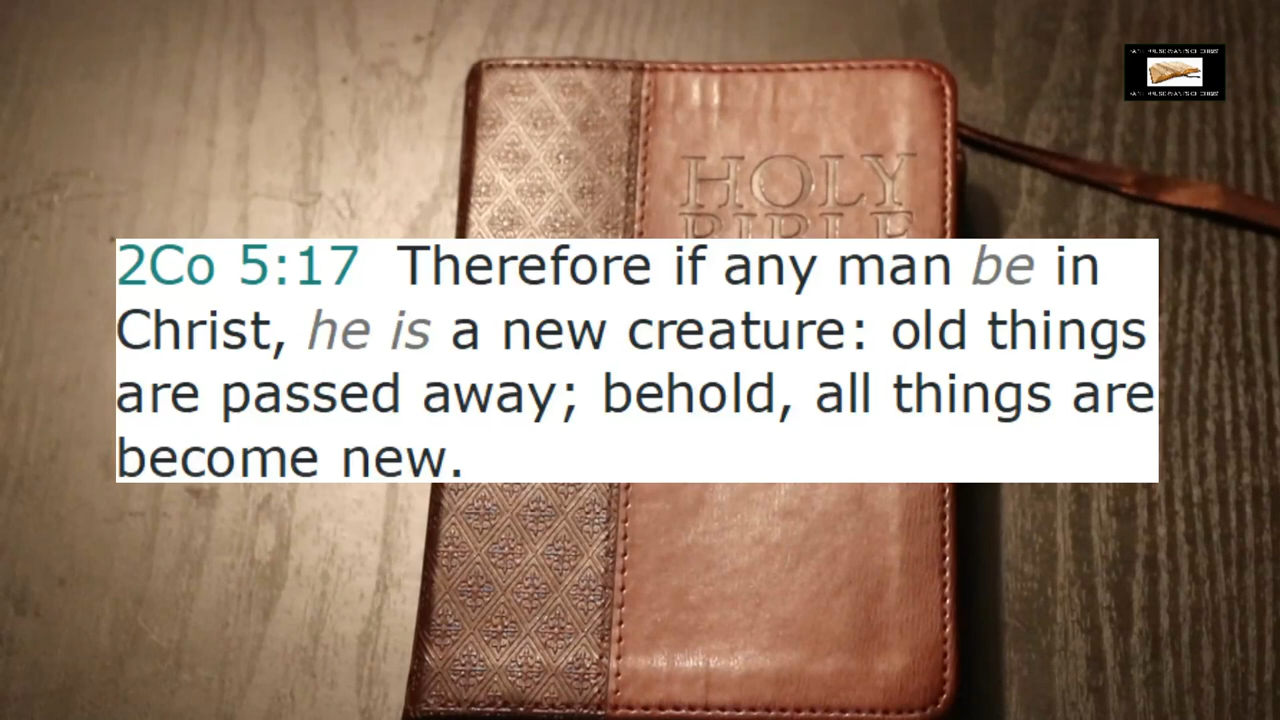 HOLY
BIBLE
2Co 5:17 Therefore if any man be in
Christ, he is a new creature: old things
are passed away; behold, all things are
become new.